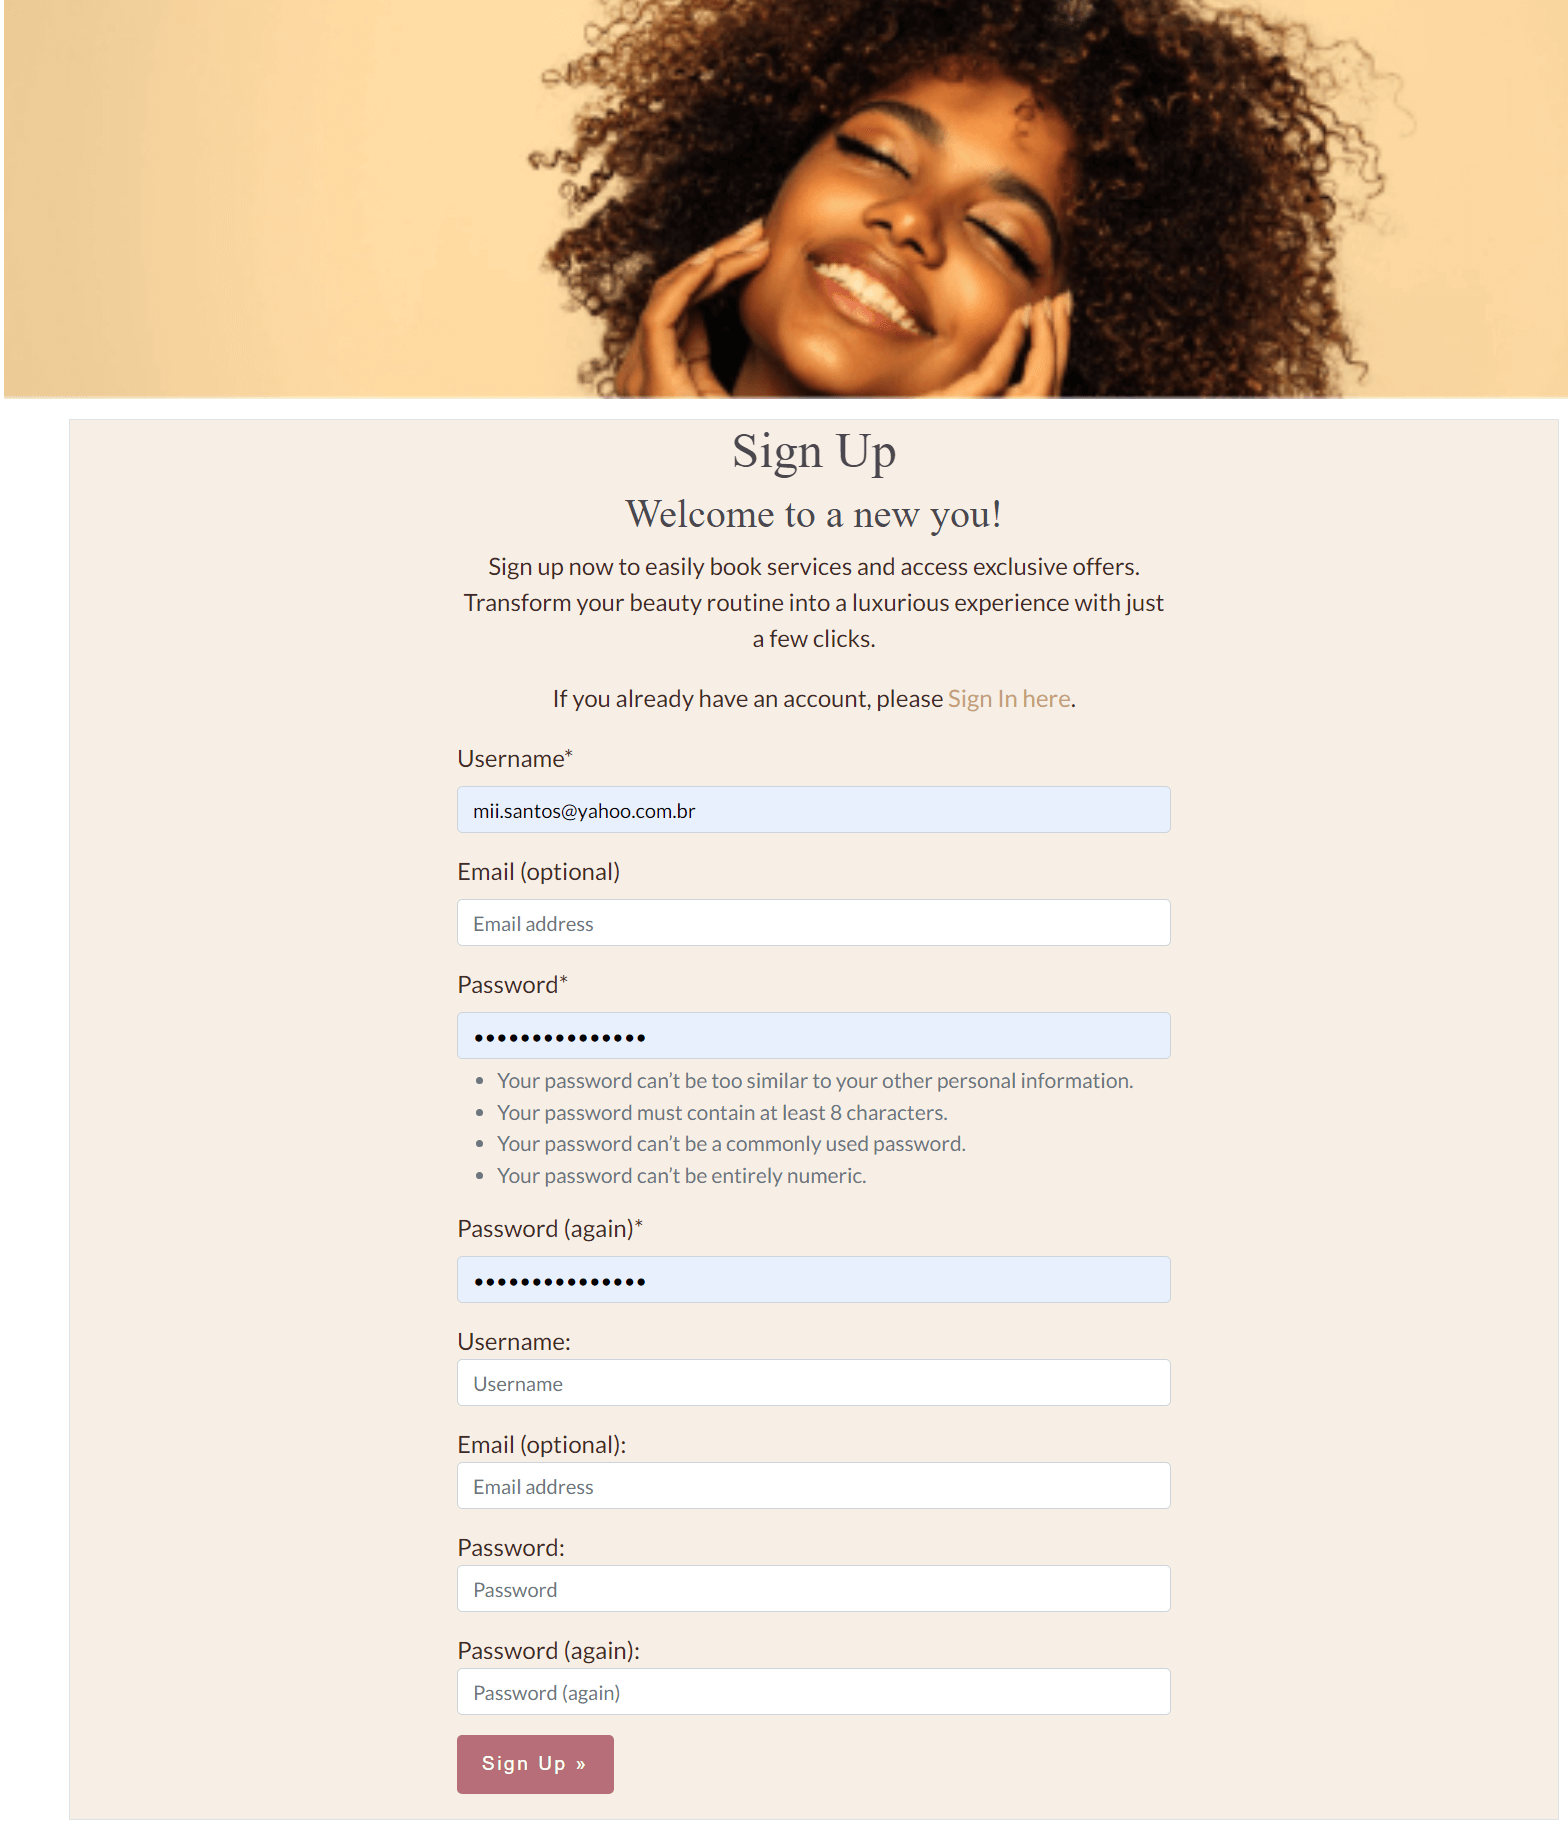 Sign Up
Welcome to a new you!
Sign up now to easily book services and access exclusive offers.
Transform your beauty routine into a luxurious experience with just
a few clicks.
If you already have an account, please Sign In here.
Username*
mii.santos@yahoo.com.br
Email (optional)
Email address
Password*
•••••••••••••••
• Your password can’t be too similar to your other personal information.
• Your password must contain at least 8 characters.
• Your password can’t be a commonly used password.
• Your password can’t be entirely numeric.
Password (again)*
•••••••••••••••
Username:
Username
Email (optional):
Email address
Password:
Password
Password (again):
Password (again)
Sign Up »